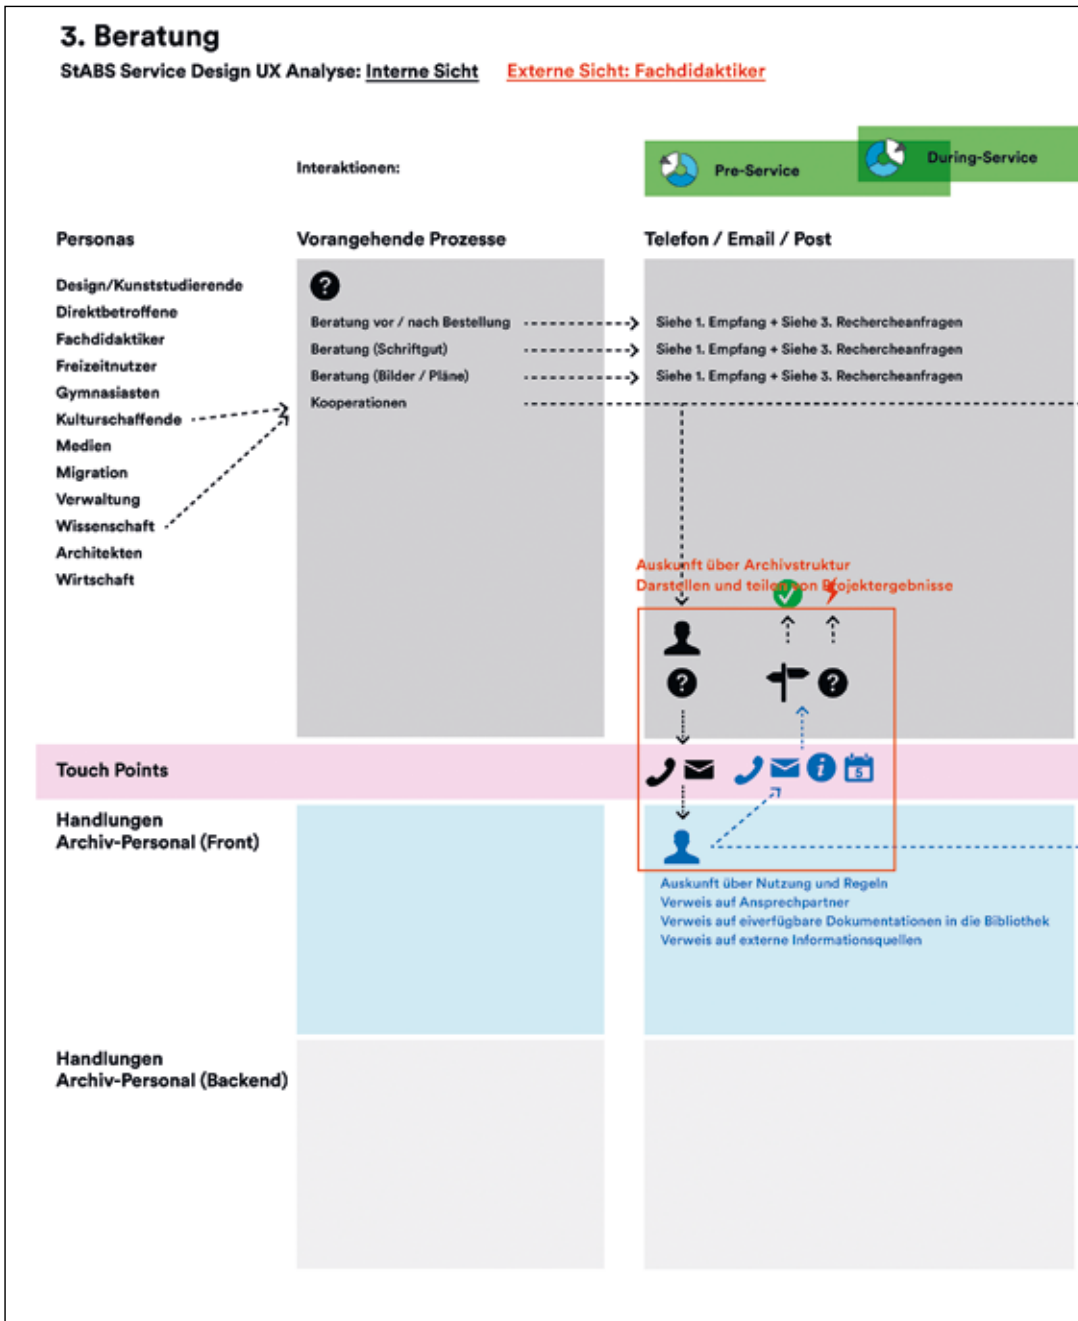 3. Beratung
StABS Service Design UX Analyse: Interne Sicht Externe Sicht: Fachdidaktiker
Interaktionen:
Pre-Service
During-Service
Personas
Vorangehende Prozesse
Telefon / Email / Post
Design/Kunststudierende
Direktbetroffene
Fachdidaktiker
Freizeitnutzer
Gymnasiasten
Kulturschaffende
Medien
Migration
Verwaltung
Wissenschaft
Architekten
Wirtschaft
?
Beratung vor / nach Bestellung
Beratung (Schriftgut)
Beratung (Bilder / Pläne)
Kooperationen
Siehe 1. Empfang + Siehe 3. Rechercheanfragen
Siehe 1. Empfang + Siehe 3. Rechercheanfragen
Siehe 1. Empfang + Siehe 3. Rechercheanfragen
Auskunft über Archivstruktur
Darstellen und teilen von Projektergebnisse
? ?
Touch Points
i 5
Handlungen
Archiv-Personal (Front)
Auskunft über Nutzung und Regeln
Verweis auf Ansprechpartner
Verweis auf eiverfügbare Dokumentationen in die Bibliothek
Verweis auf externe Informationsquellen
Handlungen
Archiv-Personal (Backend)